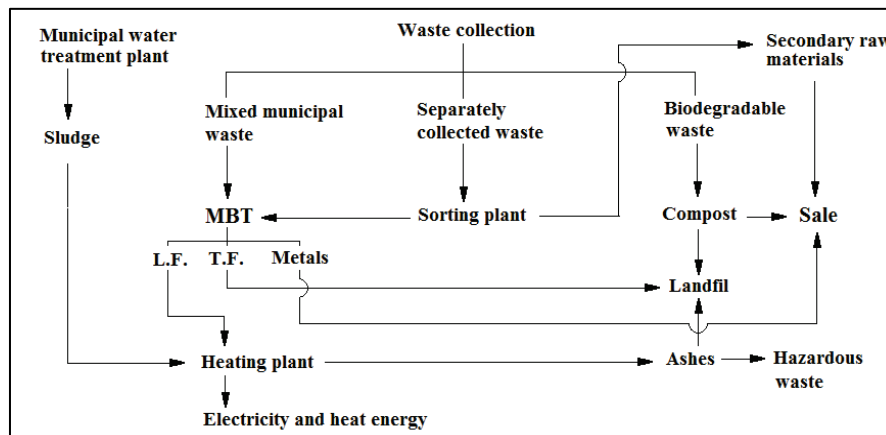 Municipal water
treatment plant
Waste collection
Secondary raw
materials
Mixed municipal
waste
Separately
collected waste
Biodegradable
waste
Sludge
MBT
Sorting plant
Compost
Sale
L.F.
T.F.
Metals
Landfil
Heating plant
Ashes
Hazardous
waste
Electricity and heat energy